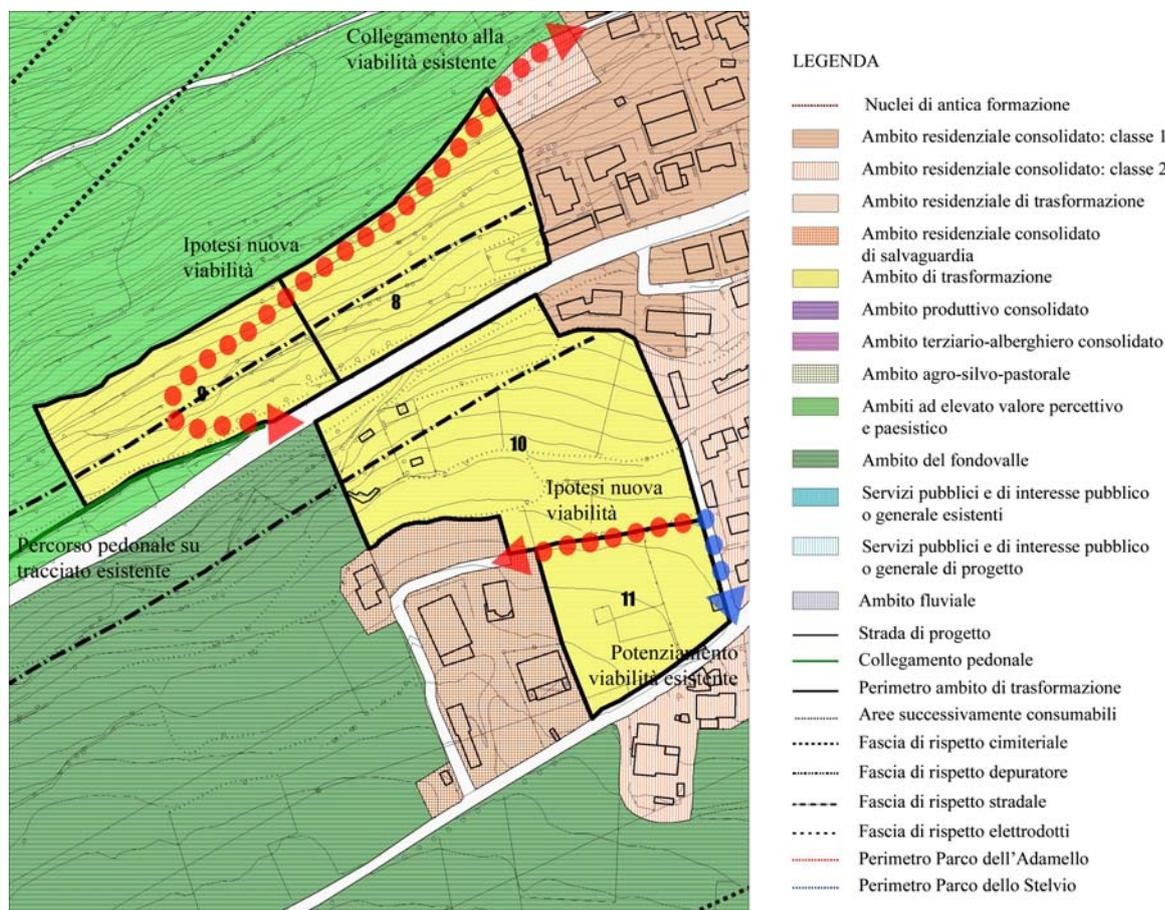 Collegamento alla
viabilità esistente
Ipotesi nuova
viabilità
8
9
10
Ipotesi nuova
viabilità
Percorso pedonale su
tracciato esistente
11
Potenziamento
viabilità esistente
LEGENDA
Nuclei di antica formazione
Ambito residenziale consolidato: classe 1
Ambito residenziale consolidato: classe 2
Ambito residenziale di trasformazione
Ambito residenziale consolidato
di salvaguardia
Ambito di trasformazione
Ambito produttivo consolidato
Ambito terziario-alberghiero consolidato
Ambito agro-silvo-pastorale
Ambiti ad elevato valore percettivo
e paesistico
Ambito del fondovalle
Servizi pubblici e di interesse pubblico
o generale esistenti
Servizi pubblici e di interesse pubblico
o generale di progetto
Ambito fluviale
Strada di progetto
Collegamento pedonale
Perimetro ambito di trasformazione
Aree successivamente consumabili
Fascia di rispetto cimiteriale
Fascia di rispetto depuratore
Fascia di rispetto stradale
Fascia di rispetto elettrodotti
Perimetro Parco dell'Adamello
Perimetro Parco dello Stelvio